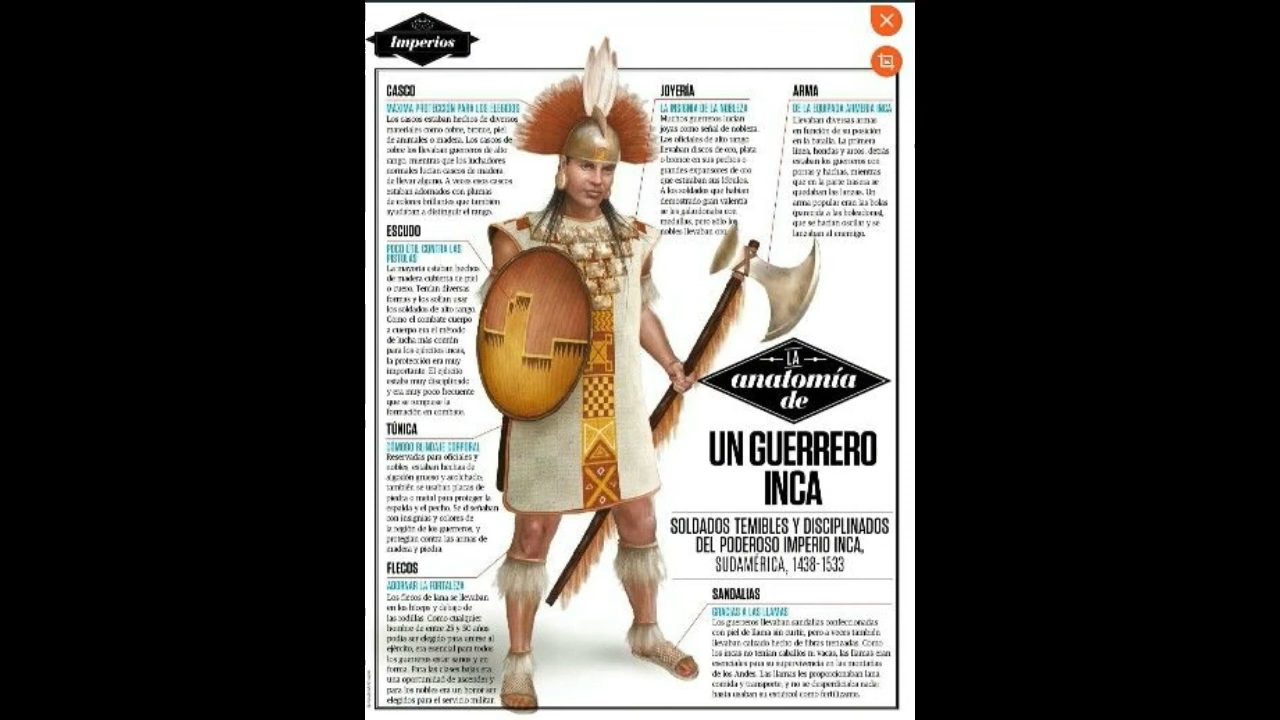 Imperios
CASCO
MÁXIMA PROTECCIÓN PARA LOS ELEGIDOS
Los cascos estaban hechos de diversos
materiales como cobre, bronce, piel
de animales o madera. Los cascos de
cobre los llevaban guerreros de alto
rango, mientras que los luchadores
normales lucían cascos de madera,
de llevar alguno. A veces esos cascos
estaban adornados con plumas
de colores brillantes que también
ayudaban a distinguir el rango.
ESCUDO
POCO ÚTIL CONTRA LAS
PISTOLAS
La mayoría estaban hechos
de madera cubierta de piel
o cuero. Tenían diversas
formas y los solían usar
los soldados de alto rango.
Como el combate cuerpo
a cuerpo era el método
de lucha más común
para los ejércitos incas,
la protección era muy
importante. El ejército
estaba muy disciplinado
y era muy poco frecuente
que se rompiese la
formación en combate.
TÚNICA
CÓMODO BLINDAJE CORPORAL
Reservadas para oficiales y
nobles, estaban hechas de
algodón grueso y acolchado;
también se usaban placas de
piedra o metal para proteger la
espalda y el pecho. Se diseñaban
con insignias y colores de
la región de los guerreros, y
protegían contra las armas de
madera y piedra.
FLECOS
ADORNAR LA FORTALEZA
Los flecos de lana se llevaban
en los bíceps y debajo de
las rodillas. Como cualquier
hombre de entre 25 y 50 años
podía ser elegido para unirse al
ejército, era esencial para todos
los guerreros estar sanos y en
forma. Para las clases bajas era
una oportunidad de ascender y
para los nobles era un honor ser
elegidos para el servicio militar.
JOYERÍA
LA INSIGNIA DE LA NOBLEZA
Muchos guerreros lucían
joyas como señal de nobleza.
Los oficiales de alto rango
llevaban discos de oro, plata
o bronce en sus pechos o
grandes expansores de oro
que estiraban sus lóbulos.
A los soldados que habían
demostrado gran valentía
se les galardonaba con
medallas, pero sólo los
nobles llevaban oro.
ARMA
DE LA EQUIPADA ARMERÍA INCA
Llevaban diversas armas
en función de su posición
en la batalla. La primera
línea, hondas y arcos, detrás
estaban los guerreros con
porras y hachas, mientras
que en la parte trasera se
quedaban las lanzas. Un
arma popular eran las bolas
(parecida a las boleadoras),
que se hacían oscilar y se
lanzaban al enemigo.
LA
anatomía
de
UN GUERRERO
INCA
SOLDADOS TEMIBLES Y DISCIPLINADOS
DEL PODEROSO IMPERIO INCA,
SUDAMÉRICA, 1438-1533
SANDALIAS
GRACIAS A LAS LLAMAS
Los guerreros llevaban sandalias confeccionadas
con piel de llama sin curtir, pero a veces también
llevaban calzado hecho de fibras trenzadas. Como
los incas no tenían caballos ni vacas, las llamas eran
esenciales para su supervivencia en las montañas
de los Andes. Las llamas les proporcionaban lana
comida y transporte, y no se desperdiciaba nada:
hasta usaban su estiércol como fertilizante.